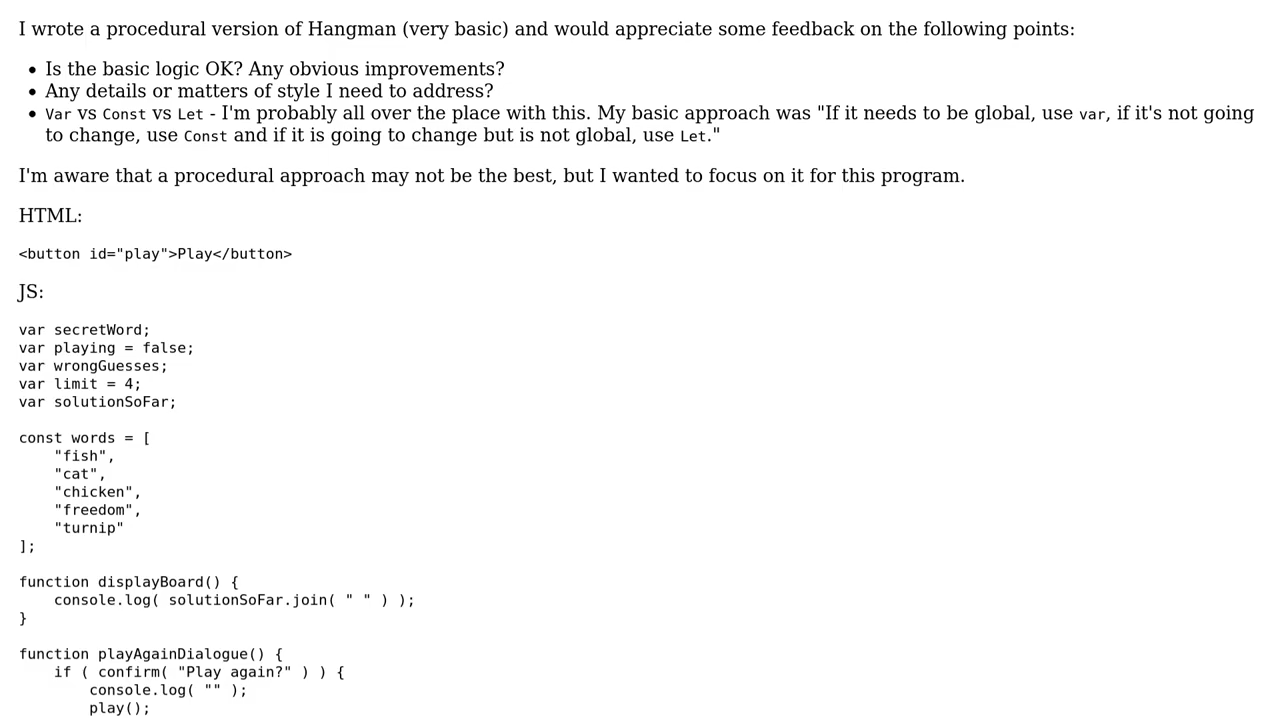 I wrote a procedural version of Hangman (very basic) and would appreciate some feedback on the following points:
• Is the basic logic OK? Any obvious improvements?
• Any details or matters of style I need to address?
• Var vs Const vs Let - I'm probably all over the place with this. My basic approach was "If it needs to be global, use var, if it's not going
to change, use Const and if it is going to change but is not global, use Let."
I'm aware that a procedural approach may not be the best, but I wanted to focus on it for this program.
HTML:
<button id="play">Play</button>
JS:
var secretWord;
var playing = false;
var wrongGuesses;
var limit = 4;
var solutionSoFar;
const words = [
    "fish",
    "cat",
    "chicken",
    "freedom",
    "turnip"
];
function displayBoard() {
    console.log( solutionSoFar.join( " " ) );
}
function playAgainDialogue() {
    if ( confirm( "Play again?" ) ) {
        console.log( "" );
        play();